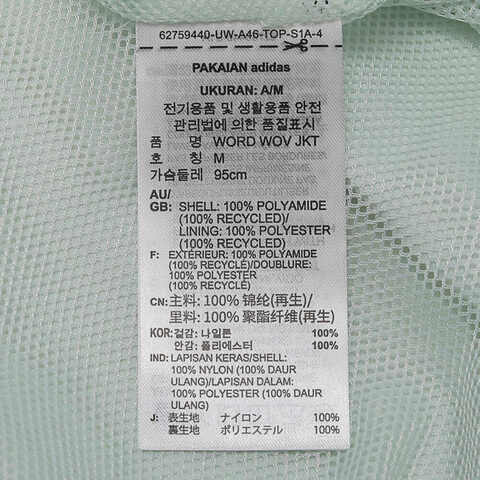 62759440-UW-A46-TOP-S1A-4
PAKAIAN adidas
UKURAN: A/M
전기용품 및 생활용품 안전
관리법에 의한 품질표시
품 명 WORD WOV JKT
호 칭 M
가슴둘레 95cm
AU/
GB: SHELL: 100% POLYAMIDE
(100% RECYCLED)/
LINING: 100% POLYESTER
(100% RECYCLED)
F: EXTÉRIEUR: 100% POLYAMIDE
(100% RECYCLÉ)/DOUBLURE:
100% POLYESTER
(100% RECYCLÉ)
CN: 主料: 100% 锦纶(再生)/
里料: 100% 聚酯纤维(再生)
KOR: 겉감: 나일론 100%
안감: 폴리에스터 100%
IND: LAPISAN KERAS/SHELL:
100% NYLON (100% DAUR
ULANG)/LAPISAN DALAM:
100% POLYESTER (100% DAUR
ULANG)
J: 表生地 ナイロン 100%
裏生地 ポリエステル 100%